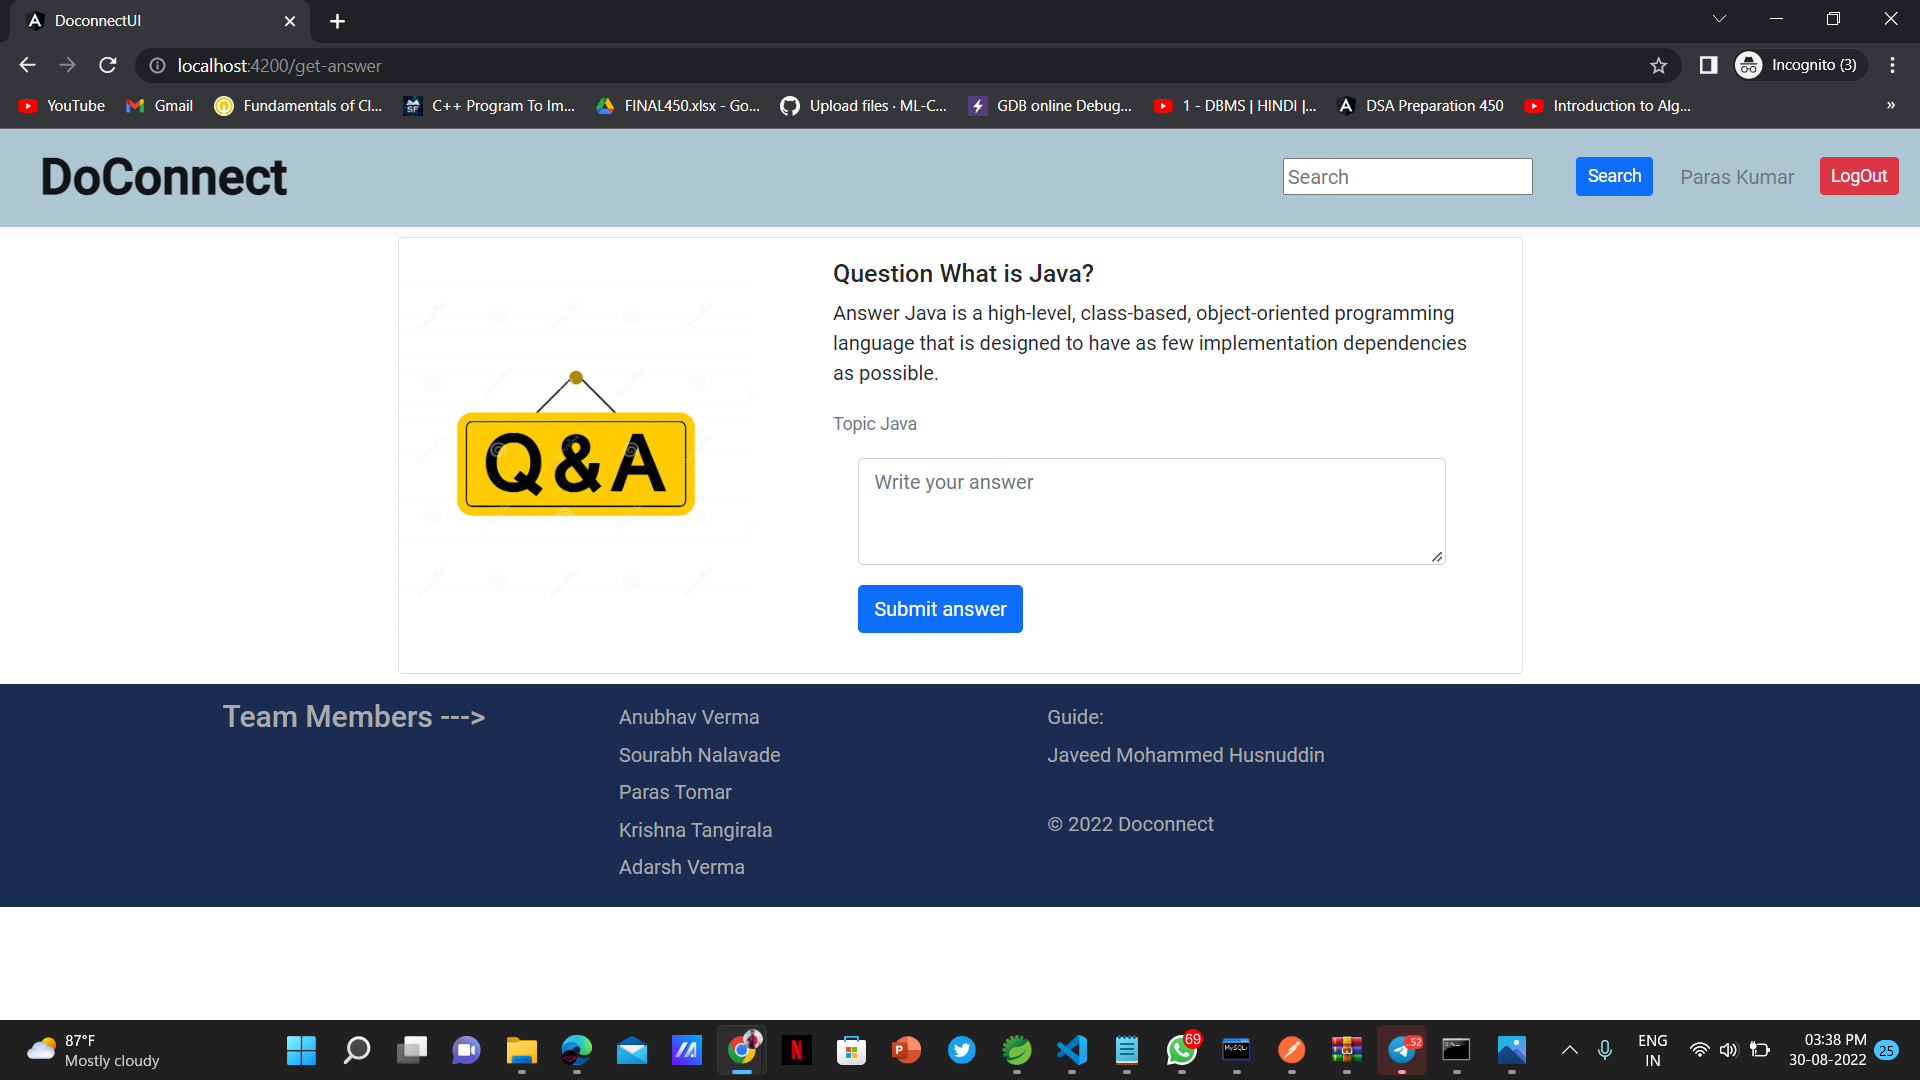 DoconnectUI
localhost:4200/get-answer
Incognito (3)
YouTube
Gmail
Fundamentals of Cl...
C++ Program To Im...
FINAL450.xlsx - Go...
Upload files · ML-C...
GDB online Debug...
1 - DBMS | HINDI |...
DSA Preparation 450
Introduction to Alg...
»
DoConnect
Search
Search
Paras Kumar
LogOut
Q&A
Question What is Java?
Answer Java is a high-level, class-based, object-oriented programming
language that is designed to have as few implementation dependencies
as possible.
Topic Java
Write your answer
Submit answer
Team Members --->
Anubhav Verma
Sourabh Nalavade
Paras Tomar
Krishna Tangirala
Adarsh Verma
Guide:
Javeed Mohammed Husnuddin
© 2022 Doconnect
87°F
Mostly cloudy
69
..52
ENG
IN
03:38 PM
30-08-2022
25